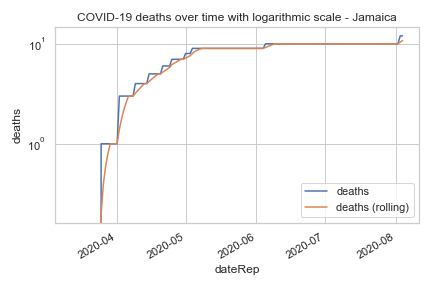 COVID-19 deaths over time with logarithmic scale - Jamaica
10¹
10⁰
deaths
deaths
deaths (rolling)
2020-04
2020-05
2020-06
2020-07
2020-08
dateRep